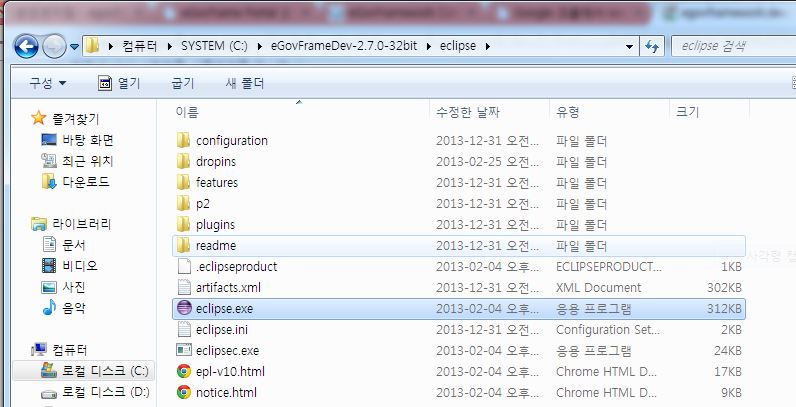 컴퓨터 ▸ SYSTEM (C:) ▸ eGovFrameDev-2.7.0-32bit ▸ eclipse ▸ eclipse 검색
구성 열기 굽기 새 폴더
이름 수정한 날짜 유형 크기
즐겨찾기
바탕 화면
최근 위치
다운로드
라이브러리
문서
비디오
사진
음악
컴퓨터
로컬 디스크 (C:)
로컬 디스크 (D:)
configuration 2013-12-31 오전... 파일 폴더
dropins 2013-02-25 오전... 파일 폴더
features 2013-12-31 오전... 파일 폴더
p2 2013-12-31 오전... 파일 폴더
plugins 2013-12-31 오전... 파일 폴더
readme 2013-12-31 오전... 파일 폴더
.eclipseproduct 2013-02-04 오후... ECLIPSEPRODUCT... 1KB
artifacts.xml 2013-12-31 오전... XML Document 302KB
eclipse.exe 2013-02-04 오후... 응용 프로그램 312KB
eclipse.ini 2013-12-31 오전... Configuration Set... 2KB
eclipsec.exe 2013-02-04 오후... 응용 프로그램 24KB
epl-v10.html 2013-02-04 오후... Chrome HTML D... 17KB
notice.html 2013-02-04 오후... Chrome HTML D... 9KB